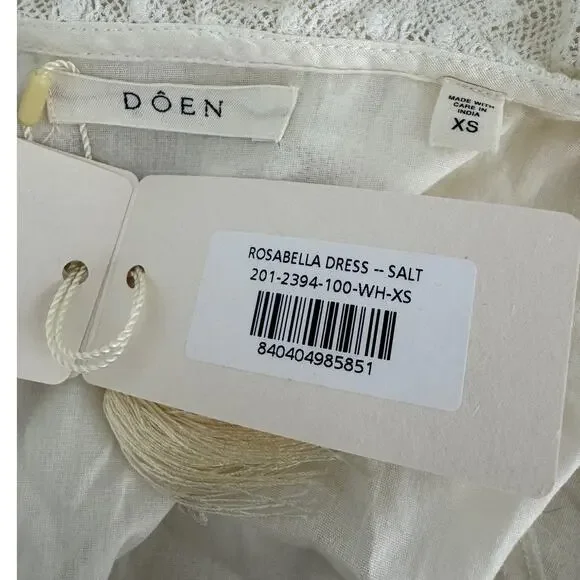 DÔEN
MADE WITH
CARE IN
INDIA
XS
ROSABELLA DRESS -- SALT
201-2394-100-WH-XS
840404985851